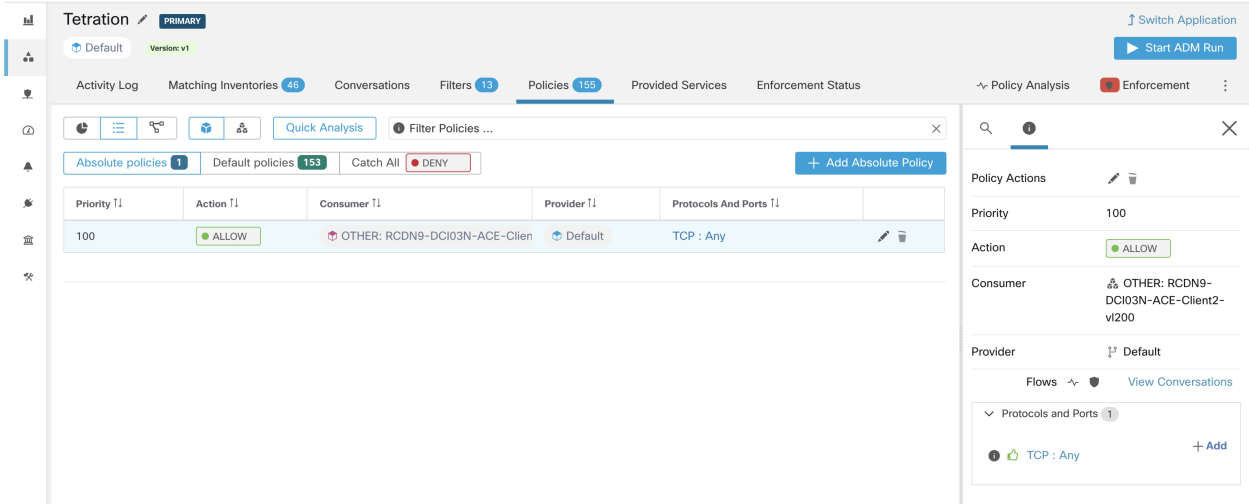 Tetration PRIMARY
Switch Application
Default Version: v1
Start ADM Run
Activity Log Matching Inventories 46 Conversations Filters 13 Policies 155 Provided Services Enforcement Status Policy Analysis Enforcement
Quick Analysis Filter Policies ...
Absolute policies 1 Default policies 153 Catch All DENY
Add Absolute Policy
Priority Action Consumer Provider Protocols And Ports
100 ALLOW OTHER: RCDN9-DCI03N-ACE-Clien Default TCP : Any
Policy Actions
Priority 100
Action ALLOW
Consumer OTHER: RCDN9-
DCI03N-ACE-Client2-
vl200
Provider Default
Flows View Conversations
Protocols and Ports 1
+ Add
TCP : Any